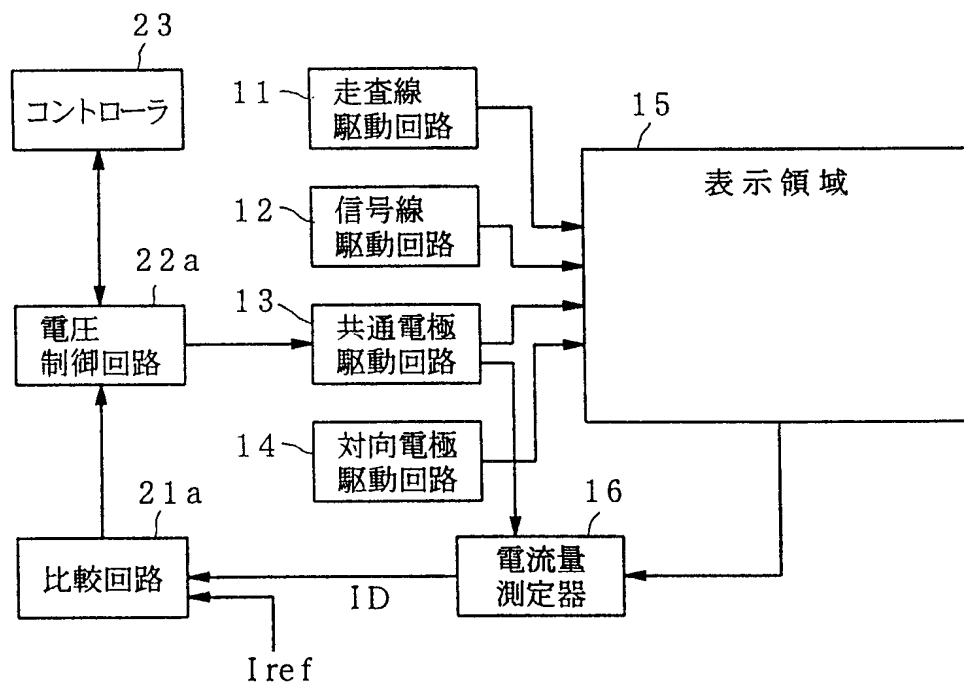 23
コントローラ
11
走査線
駆動回路
15
表示領域
12
信号線
駆動回路
22a
電圧
制御回路
13
共通電極
駆動回路
14
対向電極
駆動回路
21a
比較回路
16
電流量
測定器
ID
Iref